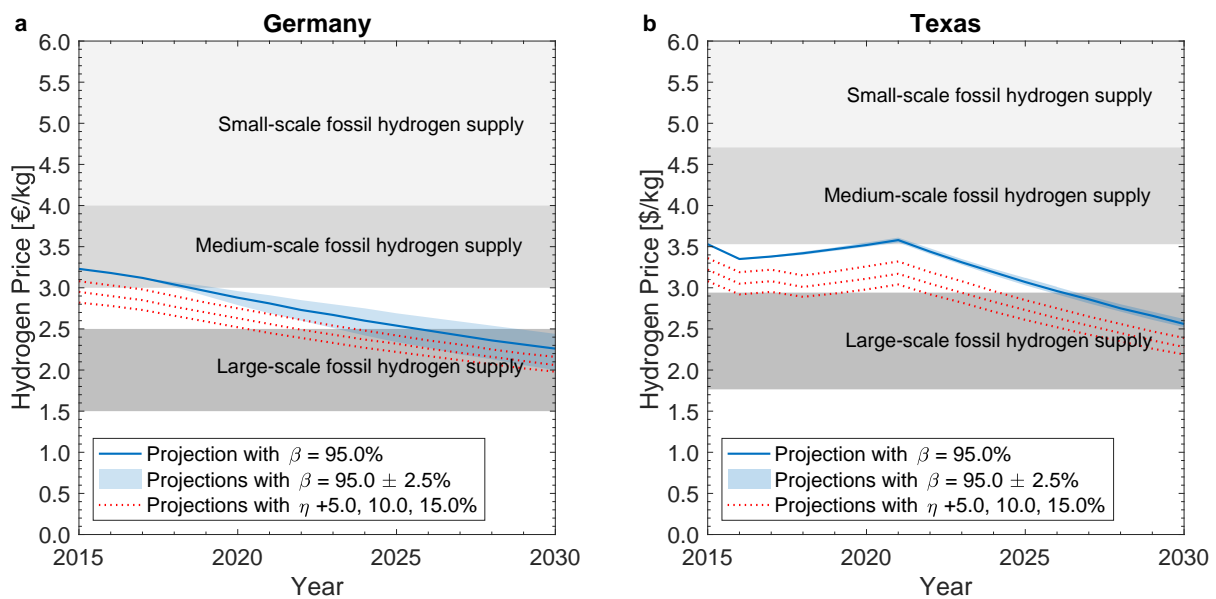 a
Germany
Hydrogen Price [€/kg]
6.0
5.5
5.0
4.5
4.0
3.5
3.0
2.5
2.0
1.5
1.0
0.5
0.0
Small-scale fossil hydrogen supply
Medium-scale fossil hydrogen supply
Large-scale fossil hydrogen supply
Projection with β = 95.0%
Projections with β = 95.0 ± 2.5%
Projections with η +5.0, 10.0, 15.0%
2015 2020 2025 2030
Year
b
Texas
Hydrogen Price [$/kg]
6.0
5.5
5.0
4.5
4.0
3.5
3.0
2.5
2.0
1.5
1.0
0.5
0.0
Small-scale fossil hydrogen supply
Medium-scale fossil hydrogen supply
Large-scale fossil hydrogen supply
Projection with β = 95.0%
Projections with β = 95.0 ± 2.5%
Projections with η +5.0, 10.0, 15.0%
2015 2020 2025 2030
Year